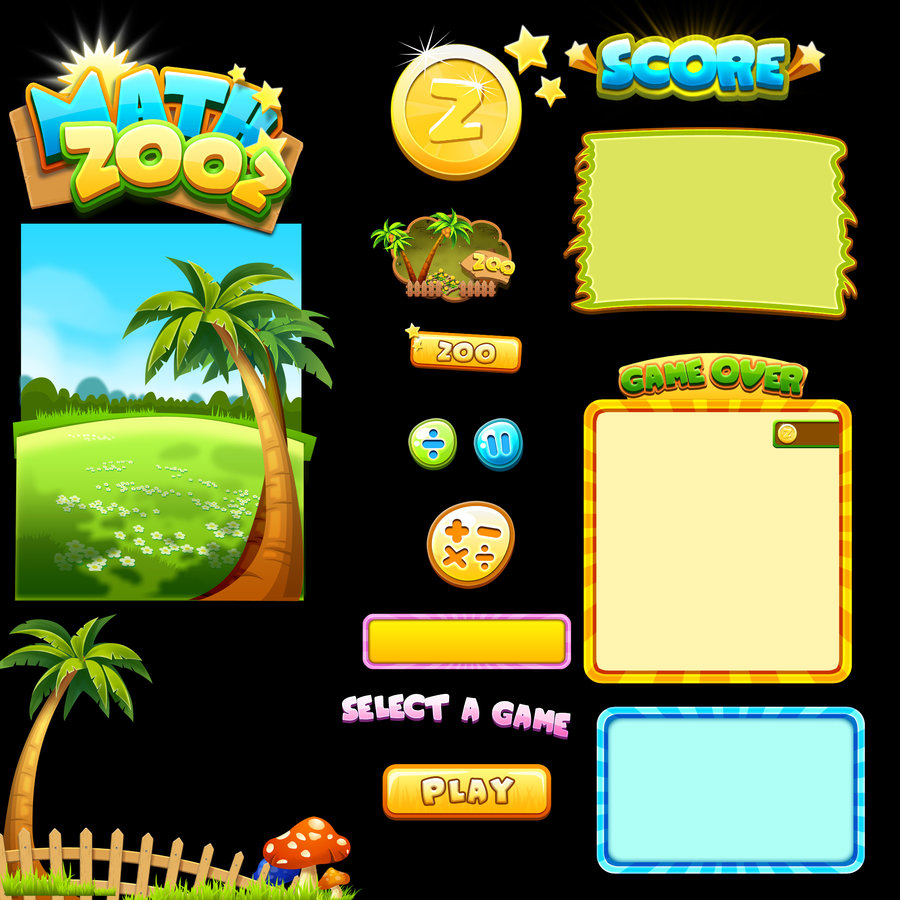 MATH
ZOOZ
Z
SCORE
ZOO
ZOO
÷
+ −
× ÷
GAME OVER
Z
SELECT A GAME
PLAY